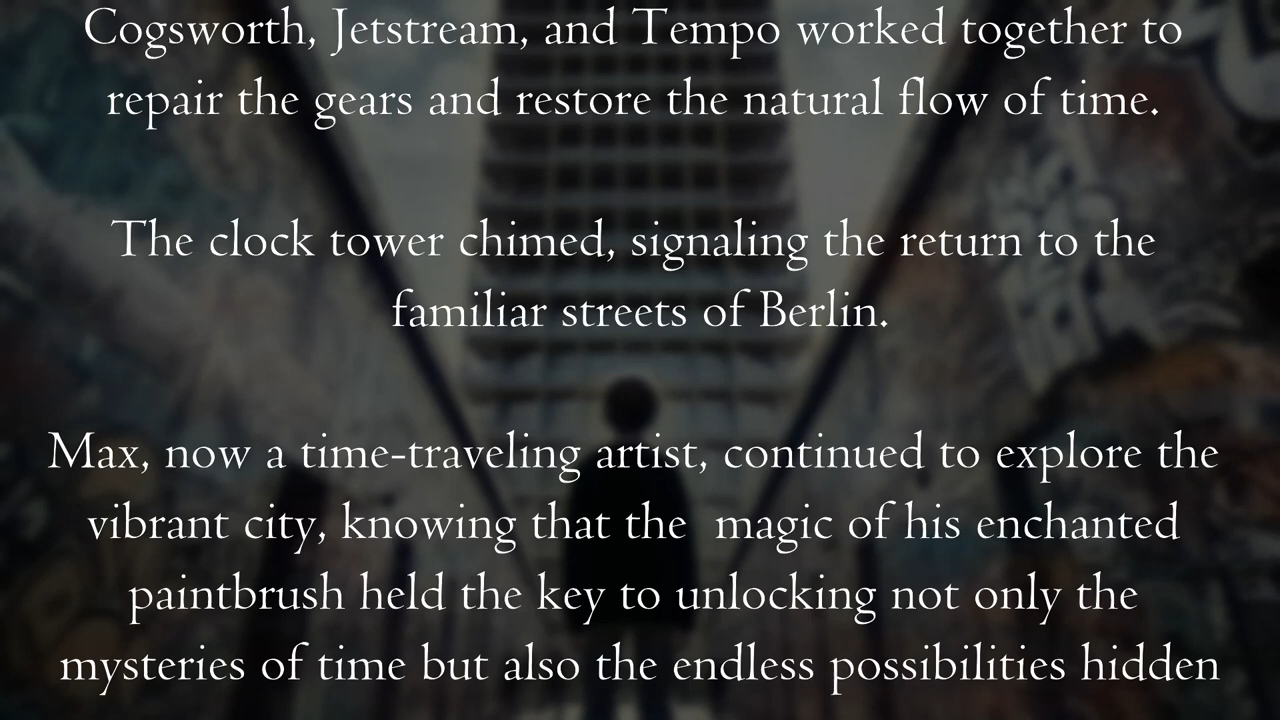 Cogsworth, Jetstream, and Tempo worked together to
repair the gears and restore the natural flow of time.
The clock tower chimed, signaling the return to the
familiar streets of Berlin.
Max, now a time-traveling artist, continued to explore the
vibrant city, knowing that the  magic of his enchanted
paintbrush held the key to unlocking not only the
mysteries of time but also the endless possibilities hidden